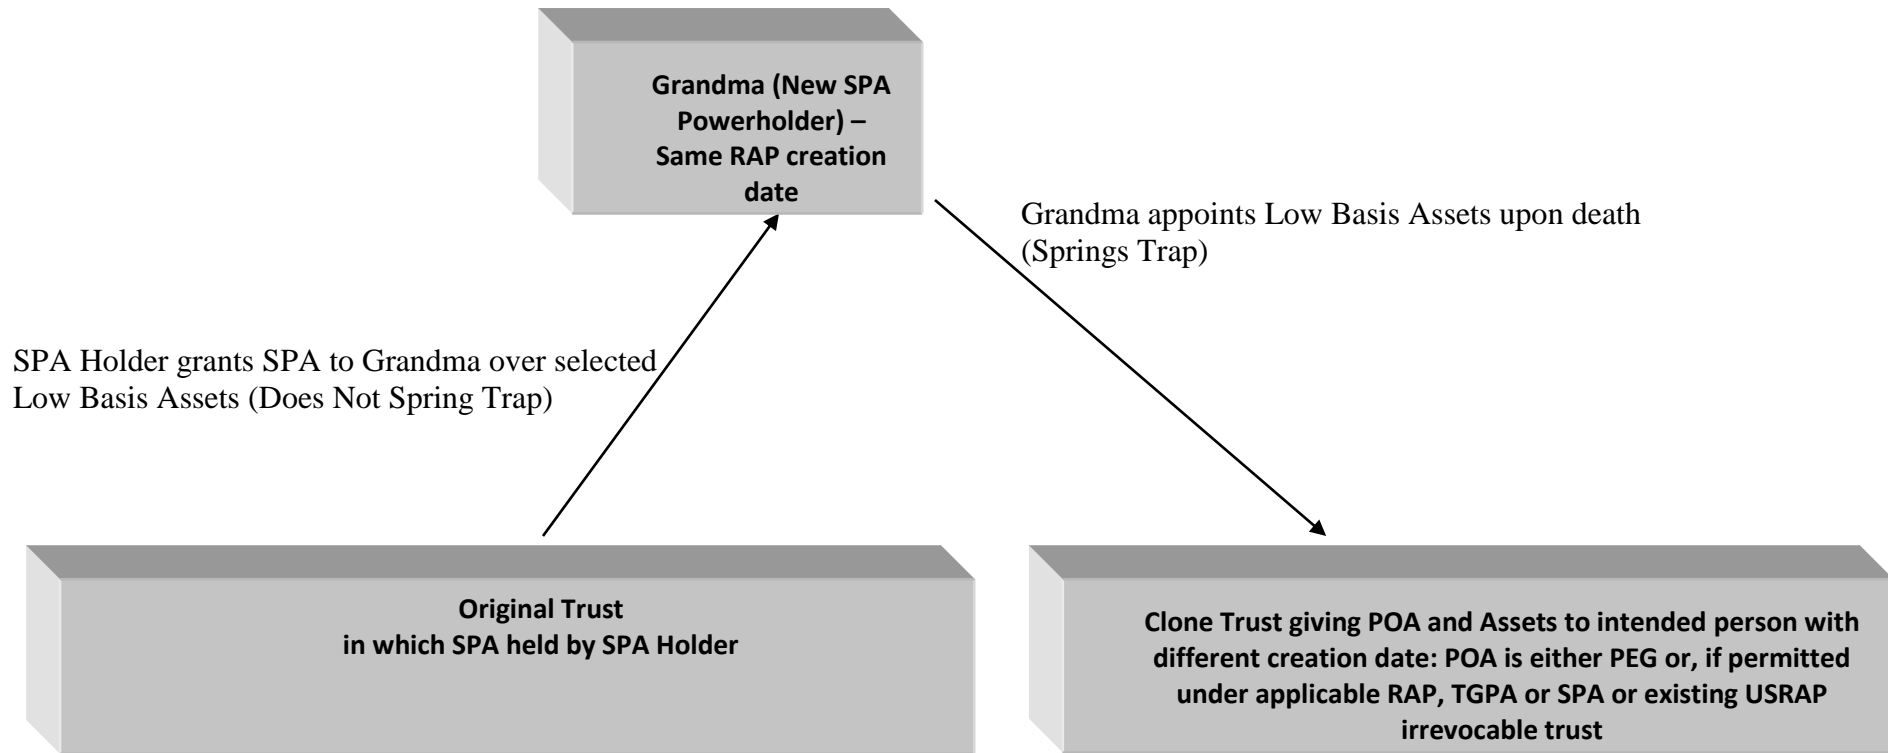 Grandma (New SPA
Powerholder) –
Same RAP creation
date
Grandma appoints Low Basis Assets upon death
(Springs Trap)
SPA Holder grants SPA to Grandma over selected
Low Basis Assets (Does Not Spring Trap)
Original Trust
in which SPA held by SPA Holder
Clone Trust giving POA and Assets to intended person with
different creation date: POA is either PEG or, if permitted
under applicable RAP, TGPA or SPA or existing USRAP
irrevocable trust